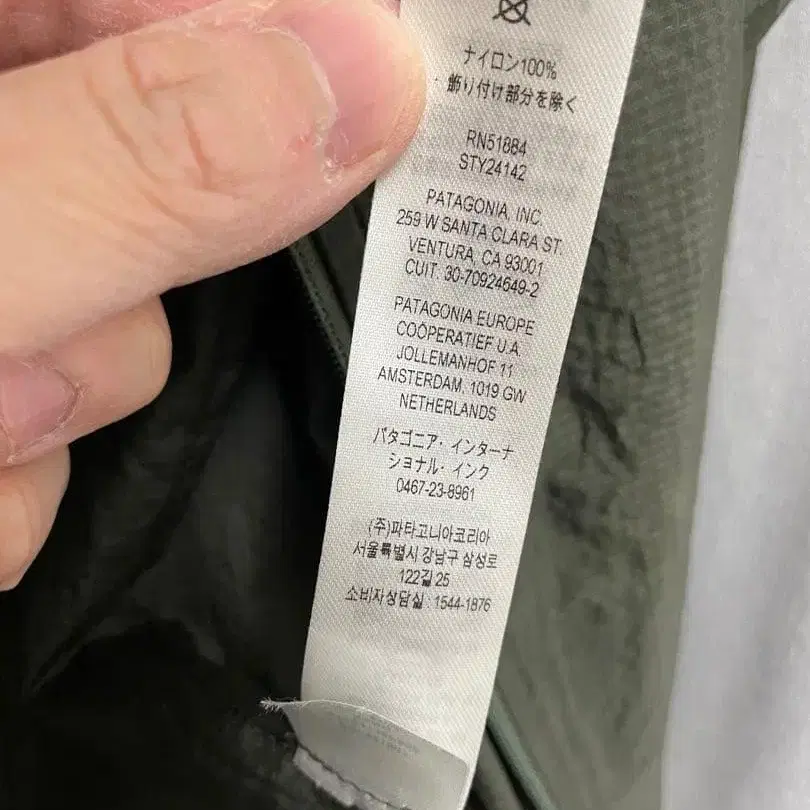 ナイロン100%
・飾り付け部分を除く
RN51884
STY24142
PATAGONIA, INC
259 W SANTA CLARA ST.
VENTURA, CA 93001
CUIT. 30-70924649-2
PATAGONIA EUROPE
COÖPERATIEF U.A.
JOLLEMANHOF 11
AMSTERDAM, 1019 GW
NETHERLANDS
パタゴニア・インターナ
ショナル・インク
0467-23-8961
(주)파타고니아코리아
서울특별시 강남구 삼성로
122길 25
소비자상담실 : 1544-1876